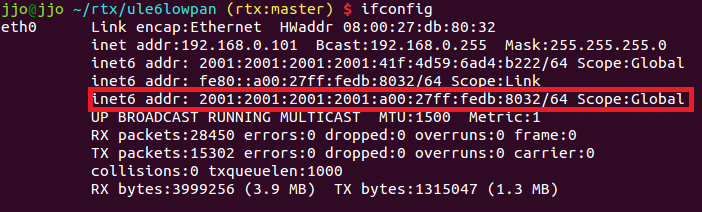 jjo@jjo ~/rtx/ule6lowpan (rtx:master) $ ifconfig
eth0      Link encap:Ethernet  HWaddr 08:00:27:db:80:32
          inet addr:192.168.0.101  Bcast:192.168.0.255  Mask:255.255.255.0
          inet6 addr: 2001:2001:2001:2001:41f:4d59:6ad4:b222/64 Scope:Global
          inet6 addr: fe80::a00:27ff:fedb:8032/64 Scope:Link
          inet6 addr: 2001:2001:2001:2001:a00:27ff:fedb:8032/64 Scope:Global
          UP BROADCAST RUNNING MULTICAST  MTU:1500  Metric:1
          RX packets:28450 errors:0 dropped:0 overruns:0 frame:0
          TX packets:15302 errors:0 dropped:0 overruns:0 carrier:0
          collisions:0 txqueuelen:1000
          RX bytes:3999256 (3.9 MB)  TX bytes:1315047 (1.3 MB)